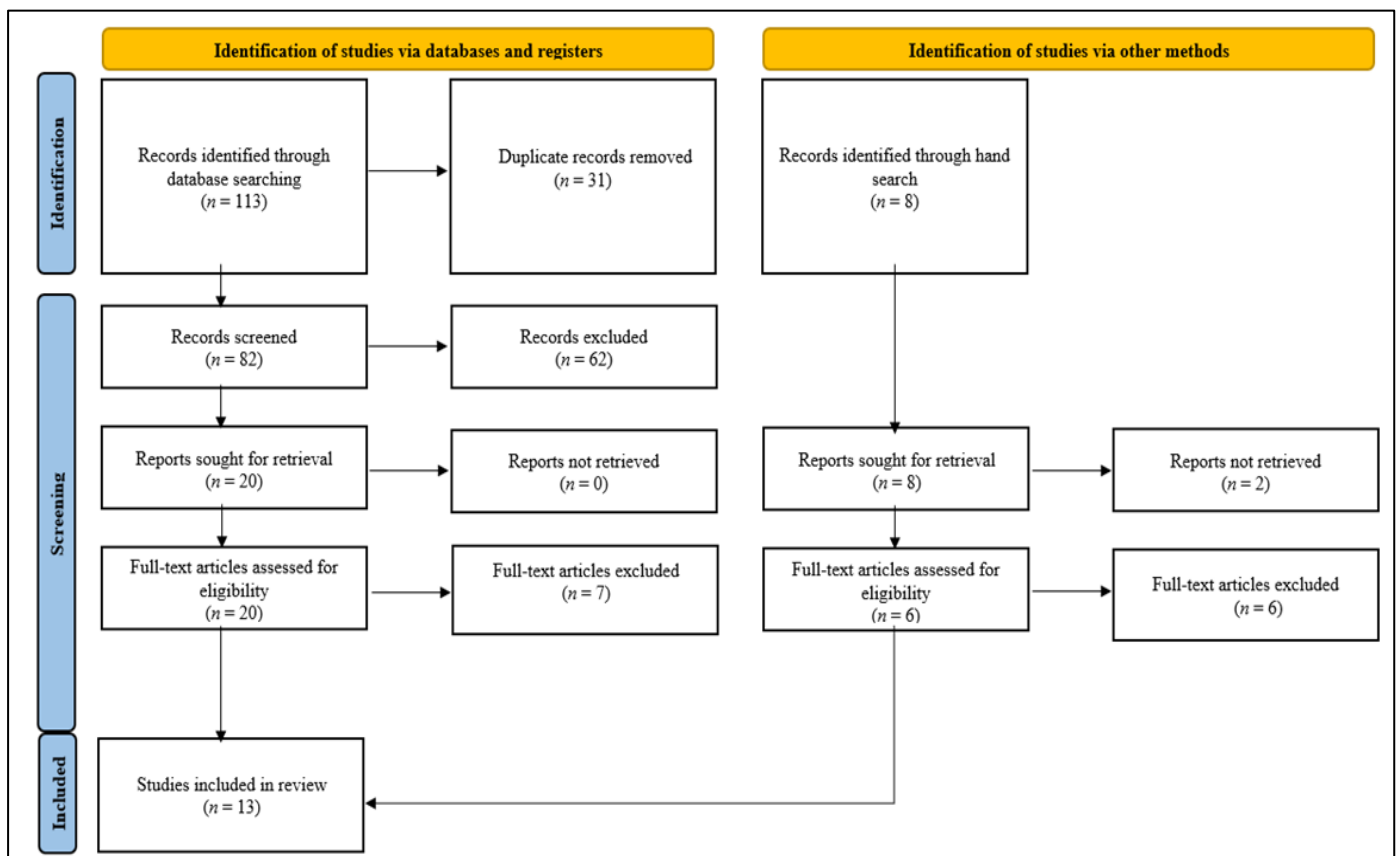 Identification of studies via databases and registers
Identification of studies via other methods
Identification
Records identified through
database searching
(n = 113)
Duplicate records removed
(n = 31)
Records identified through hand
search
(n = 8)
Screening
Records screened
(n = 82)
Records excluded
(n = 62)
Reports sought for retrieval
(n = 20)
Reports not retrieved
(n = 0)
Reports sought for retrieval
(n = 8)
Reports not retrieved
(n = 2)
Full-text articles assessed for
eligibility
(n = 20)
Full-text articles excluded
(n = 7)
Full-text articles assessed for
eligibility
(n = 6)
Full-text articles excluded
(n = 6)
Included
Studies included in review
(n = 13)